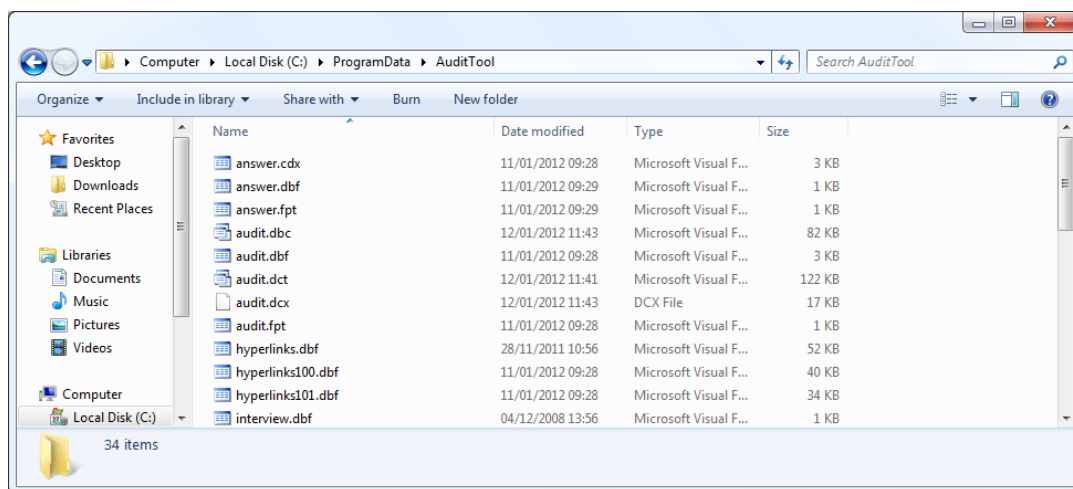 Computer Local Disk (C:) ProgramData AuditTool Search AuditTool
Organize Include in library Share with Burn New folder
Favorites
Desktop
Downloads
Recent Places
Libraries
Documents
Music
Pictures
Videos
Computer
Local Disk (C:)
Name Date modified Type Size
answer.cdx 11/01/2012 09:28 Microsoft Visual F... 3 KB
answer.dbf 11/01/2012 09:29 Microsoft Visual F... 1 KB
answer.fpt 11/01/2012 09:29 Microsoft Visual F... 1 KB
audit.dbc 12/01/2012 11:43 Microsoft Visual F... 82 KB
audit.dbf 11/01/2012 09:28 Microsoft Visual F... 3 KB
audit.dct 12/01/2012 11:41 Microsoft Visual F... 122 KB
audit.dcx 12/01/2012 11:43 DCX File 17 KB
audit.fpt 11/01/2012 09:28 Microsoft Visual F... 1 KB
hyperlinks.dbf 28/11/2011 10:56 Microsoft Visual F... 52 KB
hyperlinks100.dbf 11/01/2012 09:28 Microsoft Visual F... 40 KB
hyperlinks101.dbf 11/01/2012 09:28 Microsoft Visual F... 34 KB
interview.dbf 04/12/2008 13:56 Microsoft Visual F... 1 KB
34 items